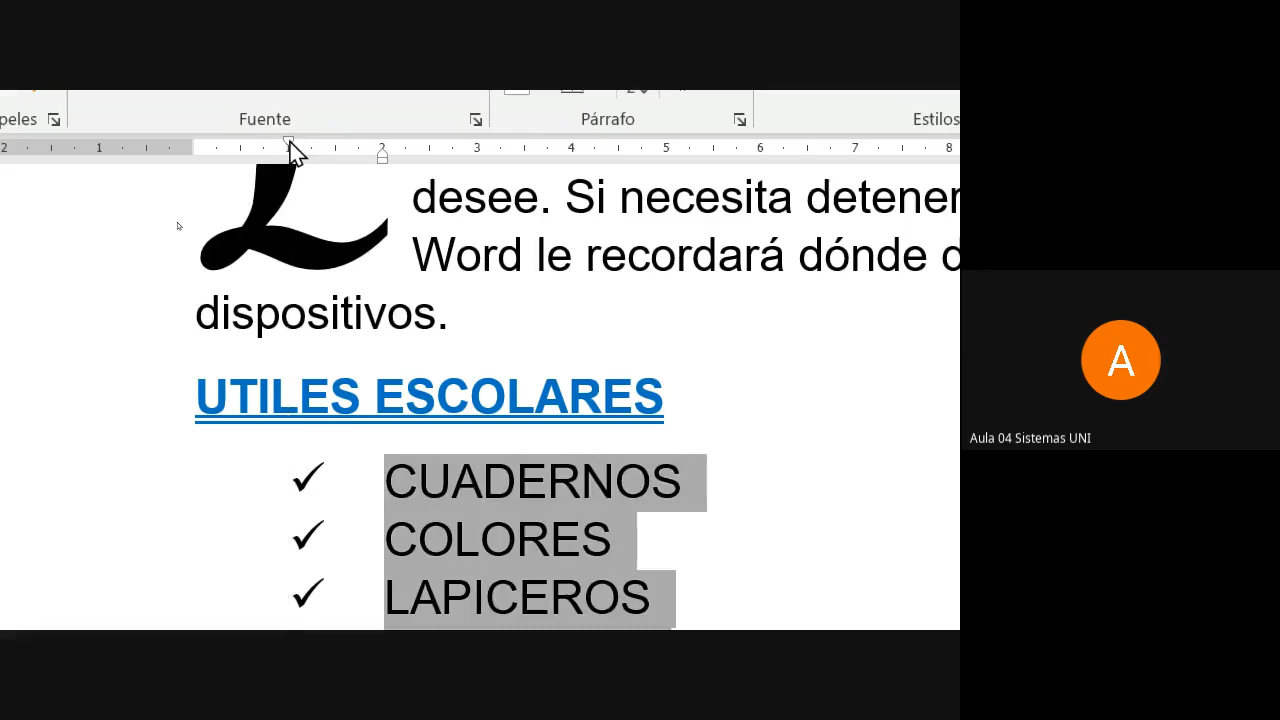 peles Fuente Párrafo Estilos
2 1 1 2 3 4 5 6 7 8
L
desee. Si necesita detener
Word le recordará dónde
dispositivos.
UTILES ESCOLARES
✓ CUADERNOS
✓ COLORES
✓ LAPICEROS
A
Aula 04 Sistemas UNI